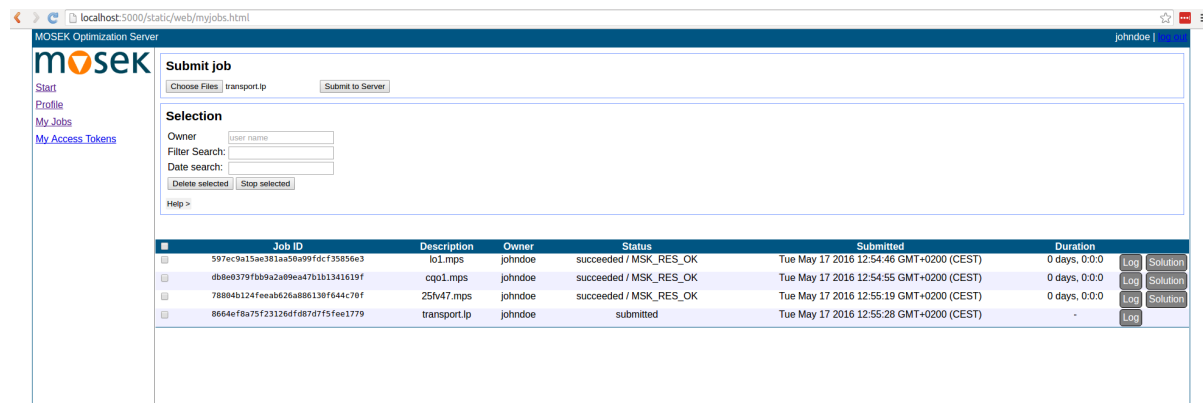 localhost:5000/static/web/myjobs.html
MOSEK Optimization Server johndoe | log out
mosek
Start
Profile
My Jobs
My Access Tokens
Submit job
Choose Files transport.lp Submit to Server
Selection
Owner user name
Filter Search:
Date search:
Delete selected Stop selected
Help >
Job ID Description Owner Status Submitted Duration
597ec9a15ae381aa50a99fdcf35856e3 lo1.mps johndoe succeeded / MSK_RES_OK Tue May 17 2016 12:54:46 GMT+0200 (CEST) 0 days, 0:0:0 Log Solution
db8e0379fbb9a2a09ea47b1b1341619f cqo1.mps johndoe succeeded / MSK_RES_OK Tue May 17 2016 12:54:55 GMT+0200 (CEST) 0 days, 0:0:0 Log Solution
78804b124feeab626a886130f644c70f 25fv47.mps johndoe succeeded / MSK_RES_OK Tue May 17 2016 12:55:19 GMT+0200 (CEST) 0 days, 0:0:0 Log Solution
8664ef8a75f23126dfd87d7f5fee1779 transport.lp johndoe submitted Tue May 17 2016 12:55:28 GMT+0200 (CEST) - Log